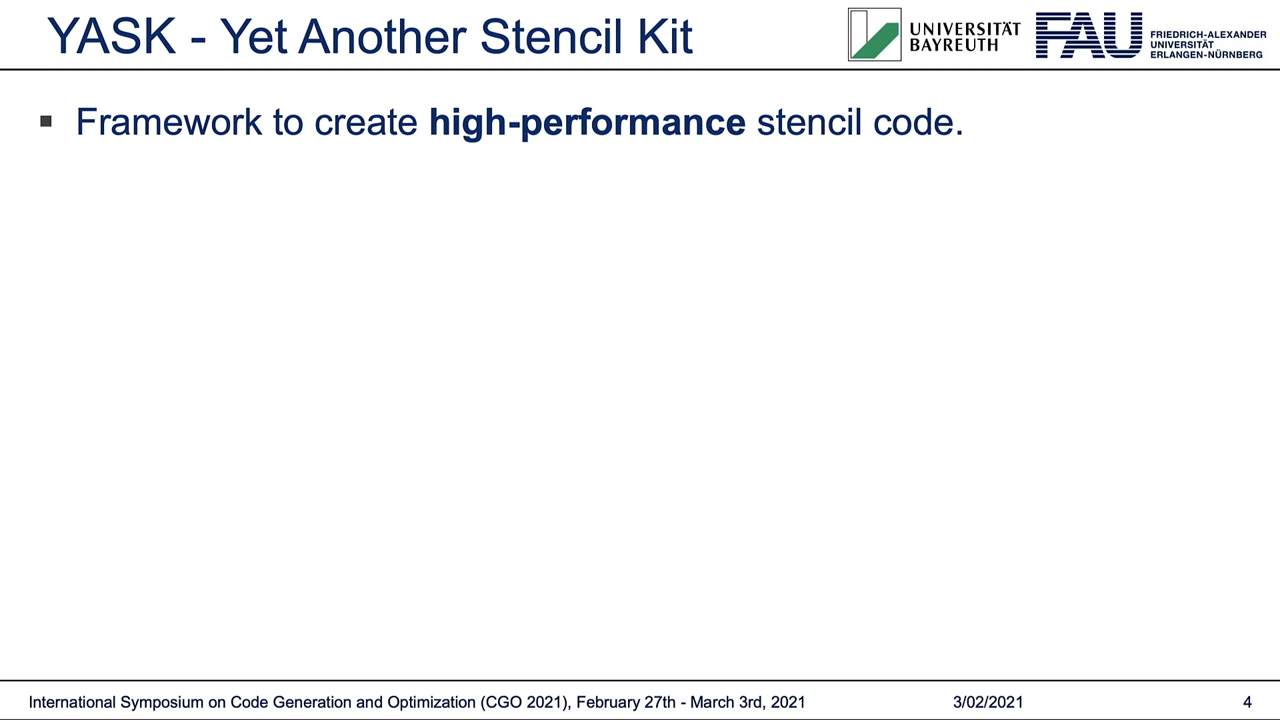 YASK - Yet Another Stencil Kit
UNIVERSITÄT
BAYREUTH
FAU
FRIEDRICH-ALEXANDER
UNIVERSITÄT
ERLANGEN-NÜRNBERG
▪ Framework to create high-performance stencil code.
International Symposium on Code Generation and Optimization (CGO 2021), February 27th - March 3rd, 2021 3/02/2021 4